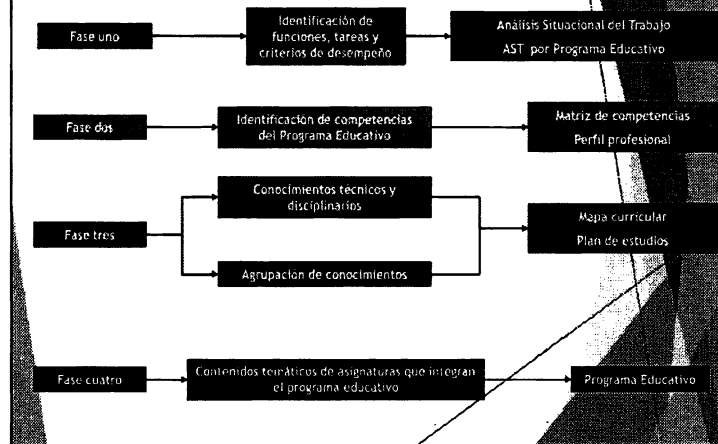 Fase uno
Identificación de
funciones, tareas y
criterios de desempeño
Análisis Situacional del Trabajo
AST por Programa Educativo
Fase dos
Identificación de competencias
del Programa Educativo
Matriz de competencias
Perfil profesional
Fase tres
Conocimientos técnicos y
disciplinarios
Agrupación de conocimientos
Mapa curricular
Plan de estudios
Fase cuatro
Contenidos temáticos de asignaturas que integran
el programa educativo
Programa Educativo